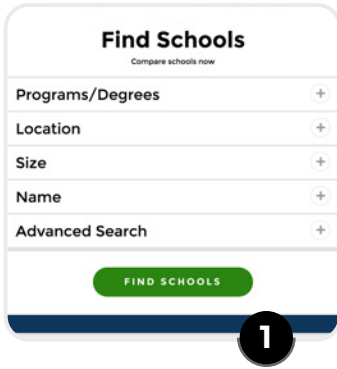 Find Schools
Compare schools now
Programs/Degrees +
Location +
Size +
Name +
Advanced Search +
FIND SCHOOLS
1